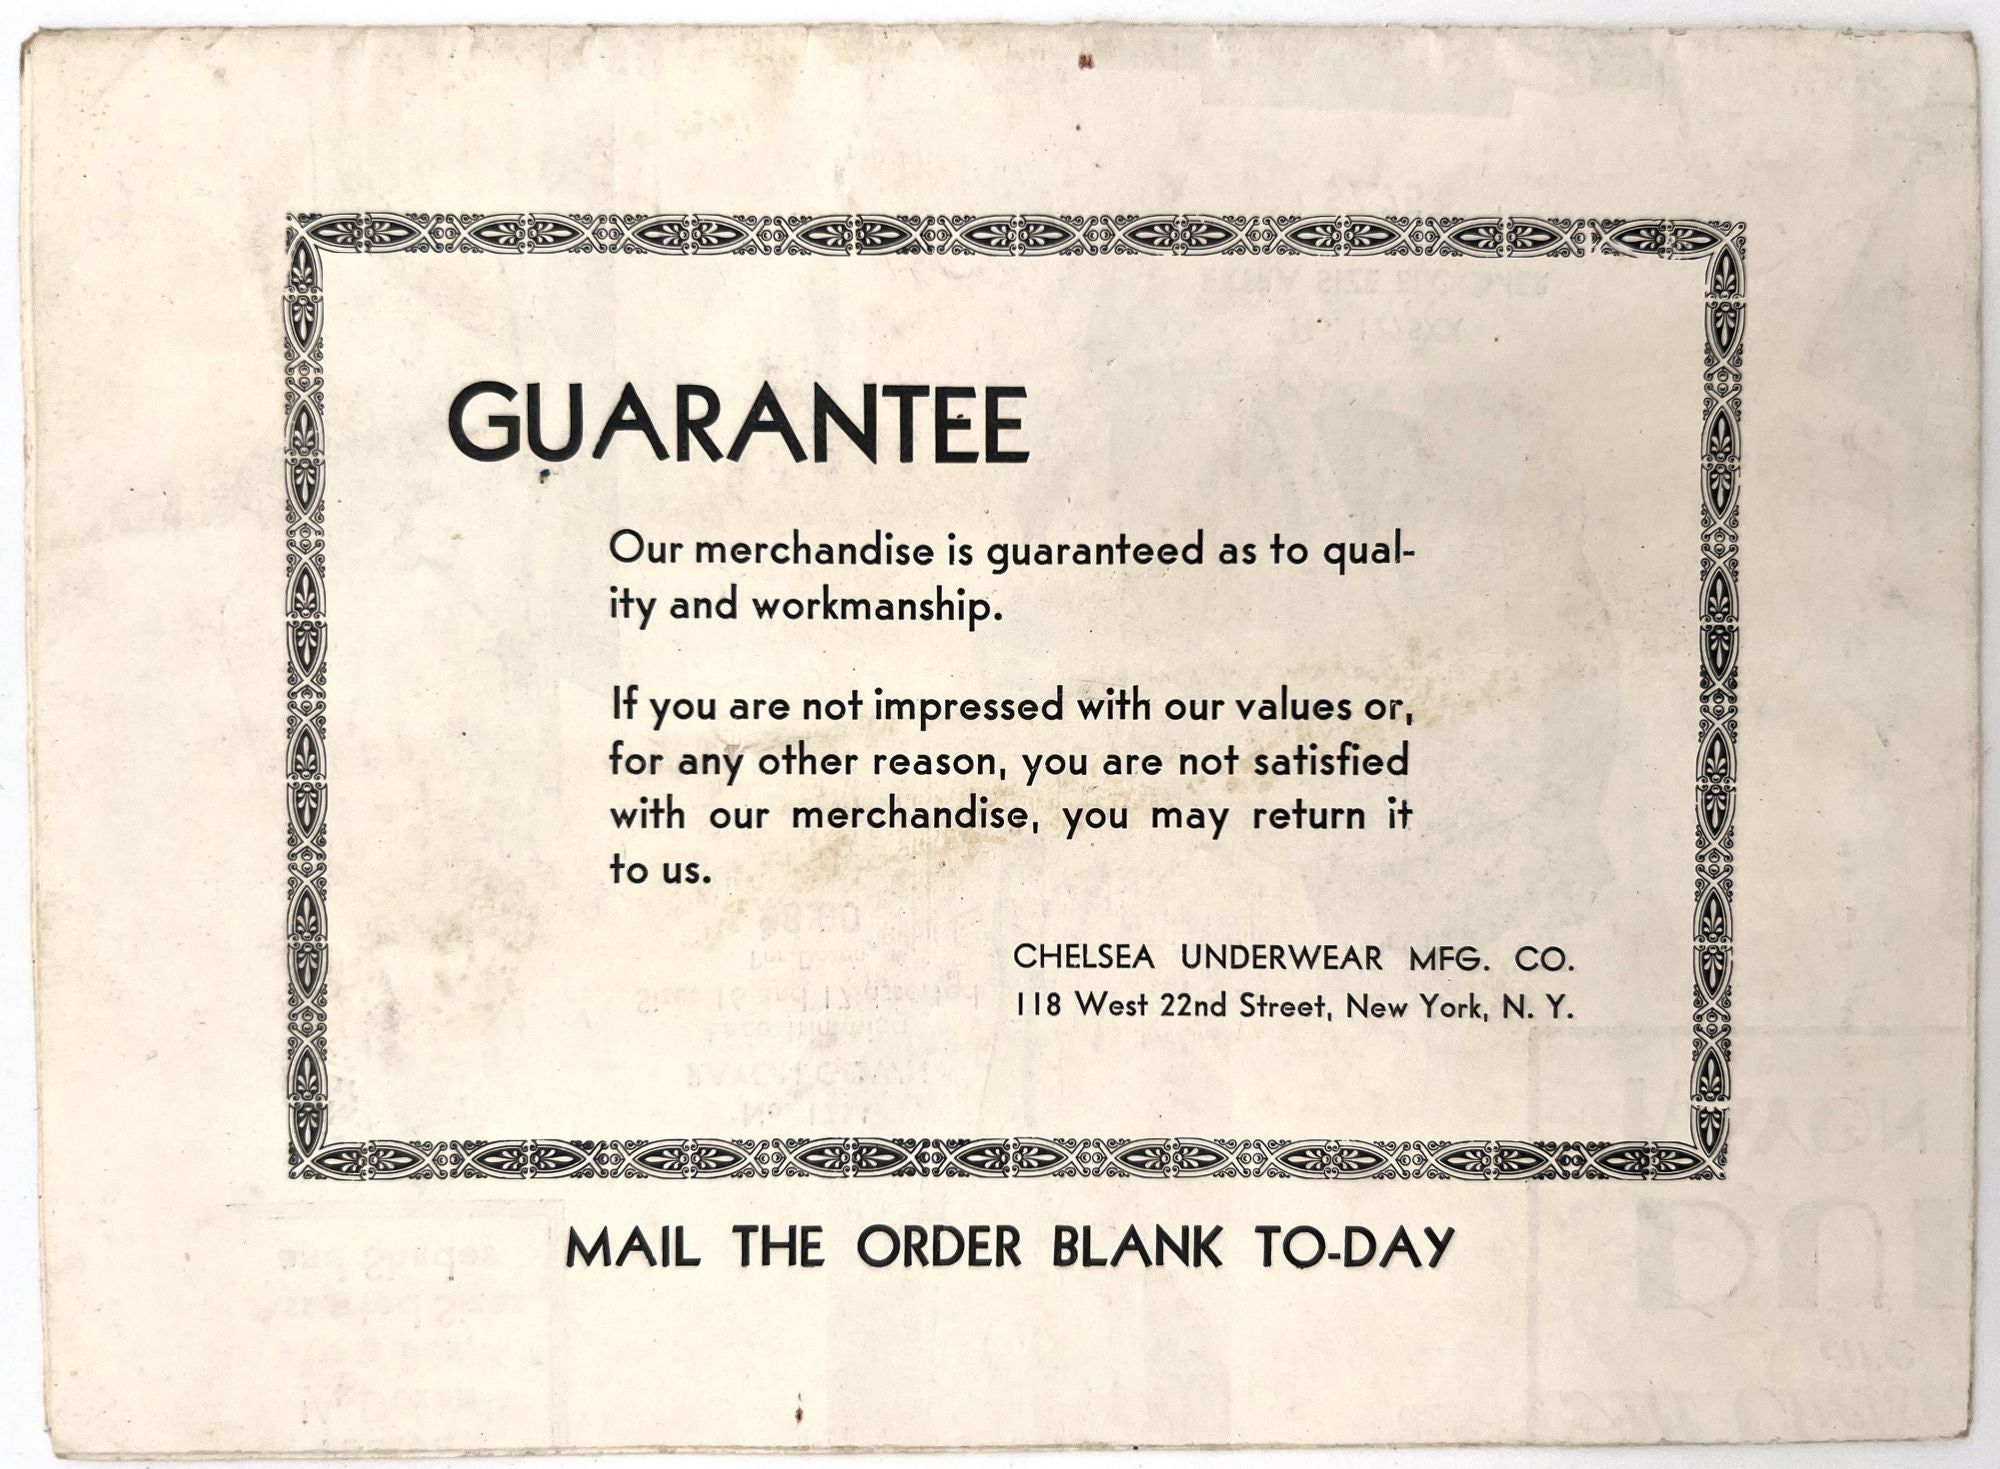 GUARANTEE
Our merchandise is guaranteed as to qual-
ity and workmanship.
If you are not impressed with our values or,
for any other reason, you are not satisfied
with our merchandise, you may return it
to us.
CHELSEA UNDERWEAR MFG. CO.
118 West 22nd Street, New York, N. Y.
MAIL THE ORDER BLANK TO-DAY